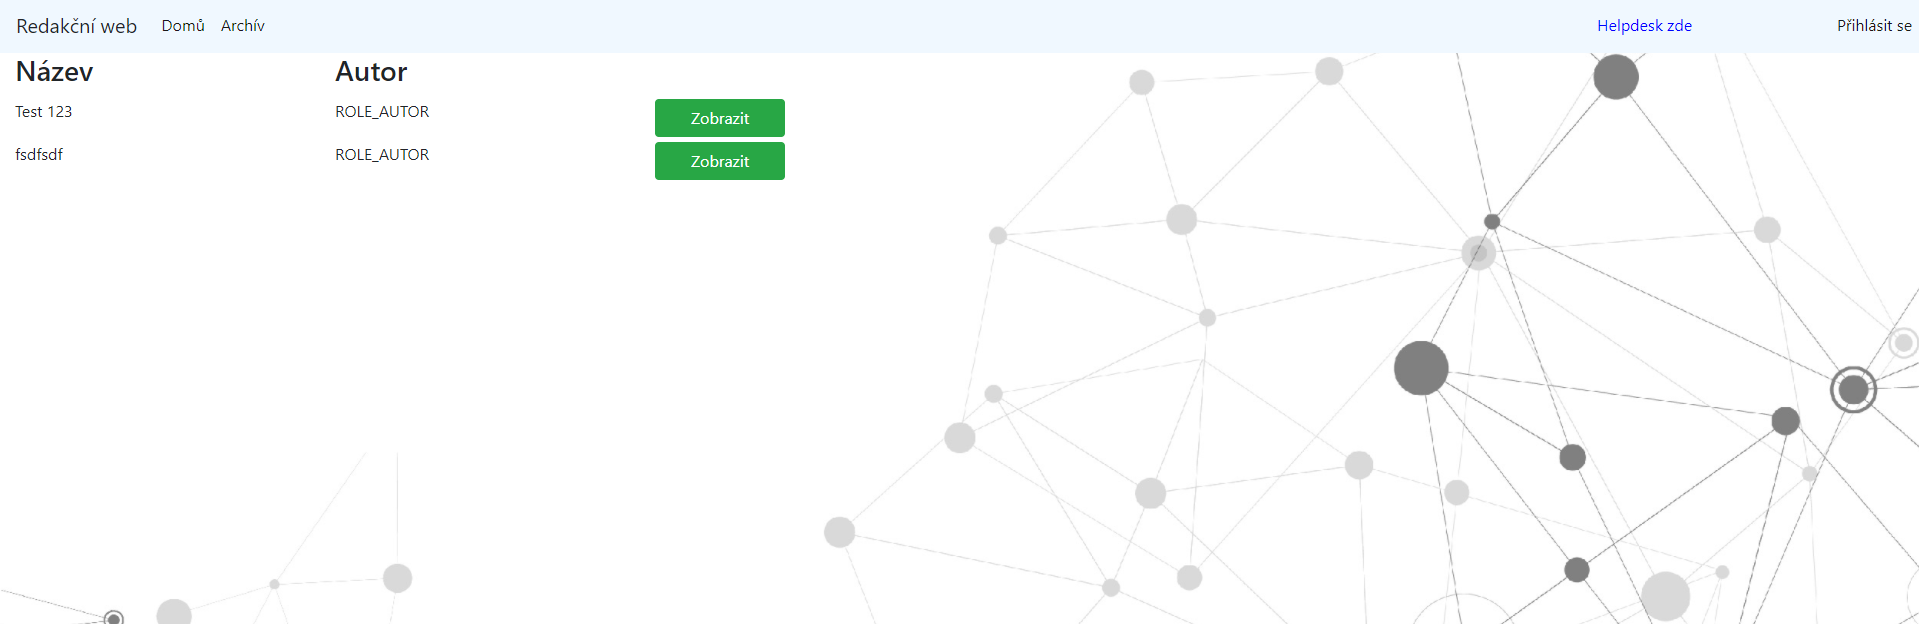 Redakční web Domů Archív Helpdesk zde Přihlásit se
Název Autor
Test 123 ROLE_AUTOR Zobrazit
fsdfsdf ROLE_AUTOR Zobrazit